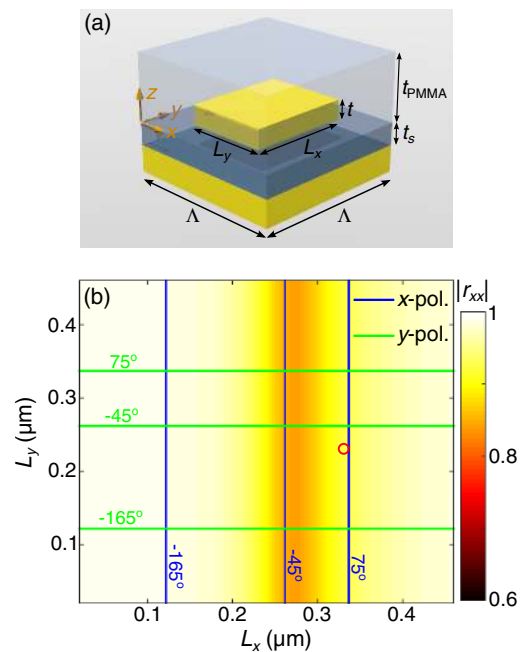 (a)
z
y
x
t
t_PMMA
t_s
L_y
L_x
Λ
Λ
(b)
|r_xx|
x-pol.
y-pol.
75°
-45°
-165°
-165°
-45°
75°
0.4
0.3
0.2
0.1
L_y (µm)
0.1
0.2
0.3
0.4
L_x (µm)
1
0.8
0.6